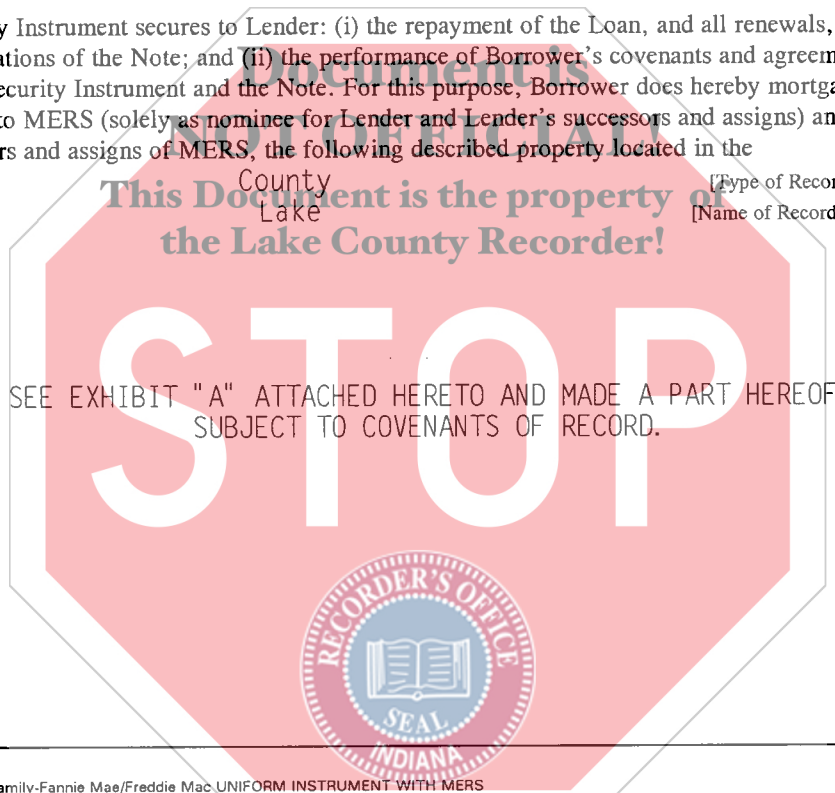 y Instrument secures to Lender: (i) the repayment of the Loan, and all renewals,
ations of the Note; and (ii) the performance of Borrower's covenants and agreem
ecurity Instrument and the Note. For this purpose, Borrower does hereby mortga
to MERS (solely as nominee for Lender and Lender's successors and assigns) an
rs and assigns of MERS, the following described property located in the
Document is
NOT OFFICIAL!
This Document is the property of
the Lake County Recorder!
County [Type of Recor
Lake [Name of Record
STOP
SEE EXHIBIT "A" ATTACHED HERETO AND MADE A PART HEREOF
SUBJECT TO COVENANTS OF RECORD.
RECORDER'S OFFICE
SEAL
INDIANA
amily-Fannie Mae/Freddie Mac UNIFORM INSTRUMENT WITH MERS